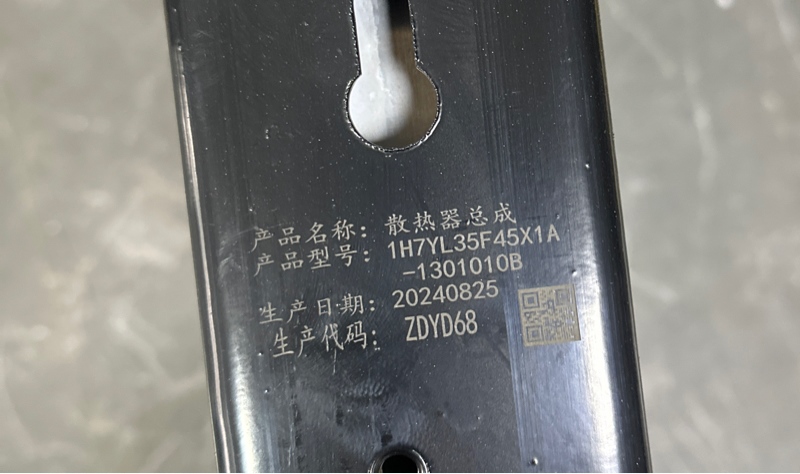 产品名称：散热器总成
产品型号：1H7YL35F45X1A
-1301010B
生产日期：20240825
生产代码：ZDYD68